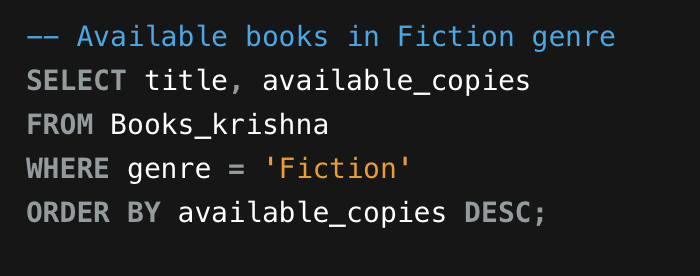 -- Available books in Fiction genre
SELECT title, available_copies
FROM Books_krishna
WHERE genre = 'Fiction'
ORDER BY available_copies DESC;